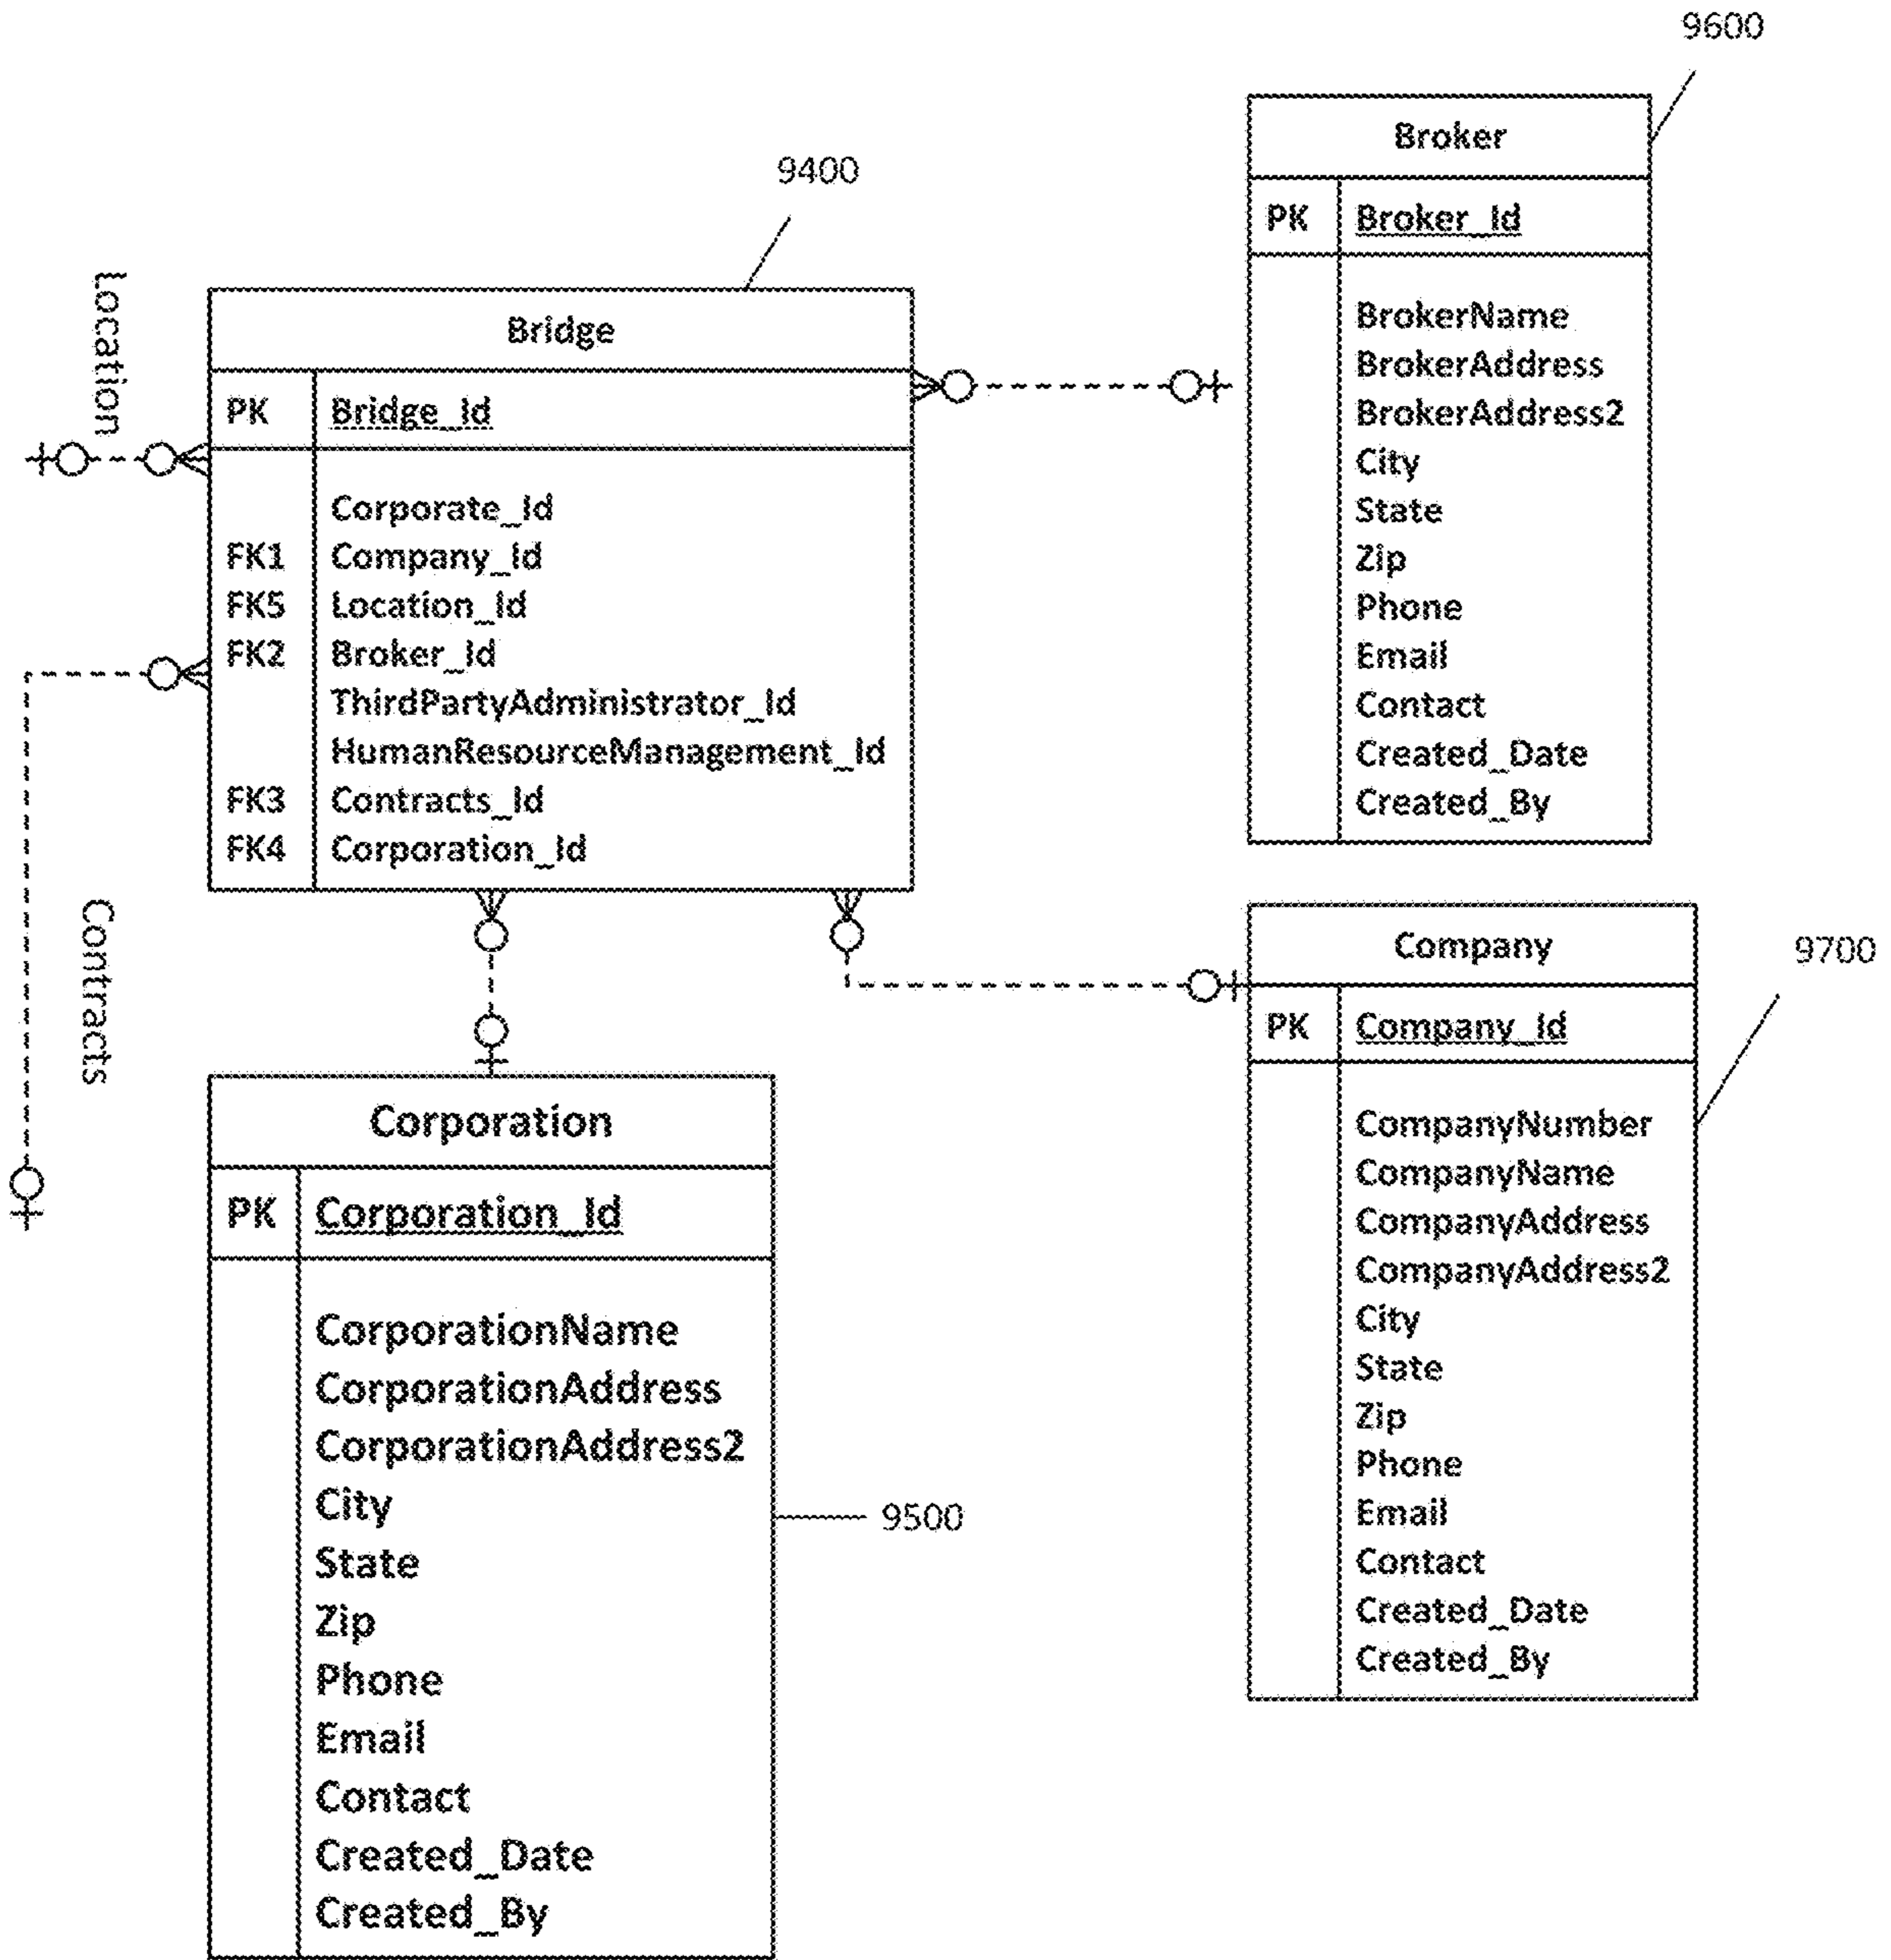 9600
Broker
PK Broker_Id
BrokerName
BrokerAddress
BrokerAddress2
City
State
Zip
Phone
Email
Contact
Created_Date
Created_By
9400
Location
Bridge
PK Bridge_Id
Corporate_Id
FK1 Company_Id
FK5 Location_Id
FK2 Broker_Id
ThirdPartyAdministrator_Id
HumanResourceManagement_Id
FK3 Contracts_Id
FK4 Corporation_Id
Contracts
Company
9700
PK Company_Id
CompanyNumber
CompanyName
CompanyAddress
CompanyAddress2
City
State
Zip
Phone
Email
Contact
Created_Date
Created_By
Corporation
PK Corporation_Id
CorporationName
CorporationAddress
CorporationAddress2
City
State
Zip
Phone
Email
Contact
Created_Date
Created_By
9500